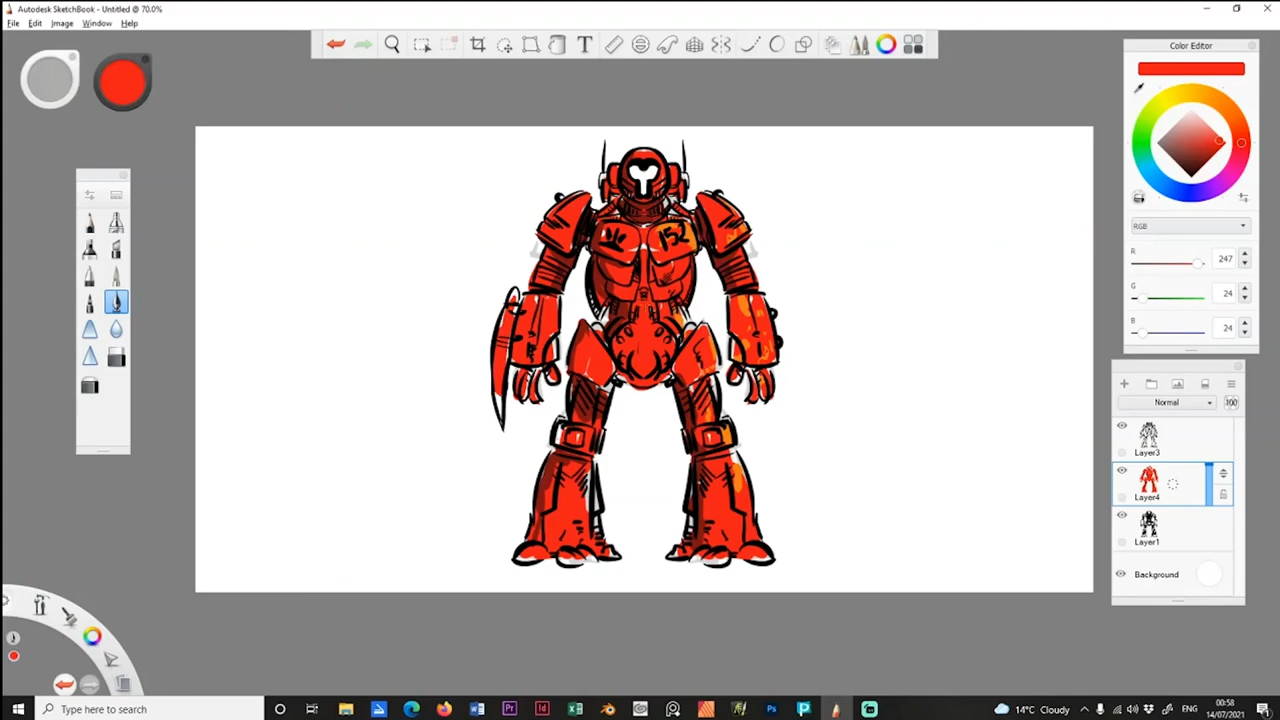 Autodesk SketchBook - Untitled @ 70.0%
File Edit Image Window Help
Color Editor
RGB
R 247
G 24
B 24
Normal 100
Layer3
Layer4
Layer1
Background
152
Type here to search
14°C Cloudy ENG 00:58 14/07/2021